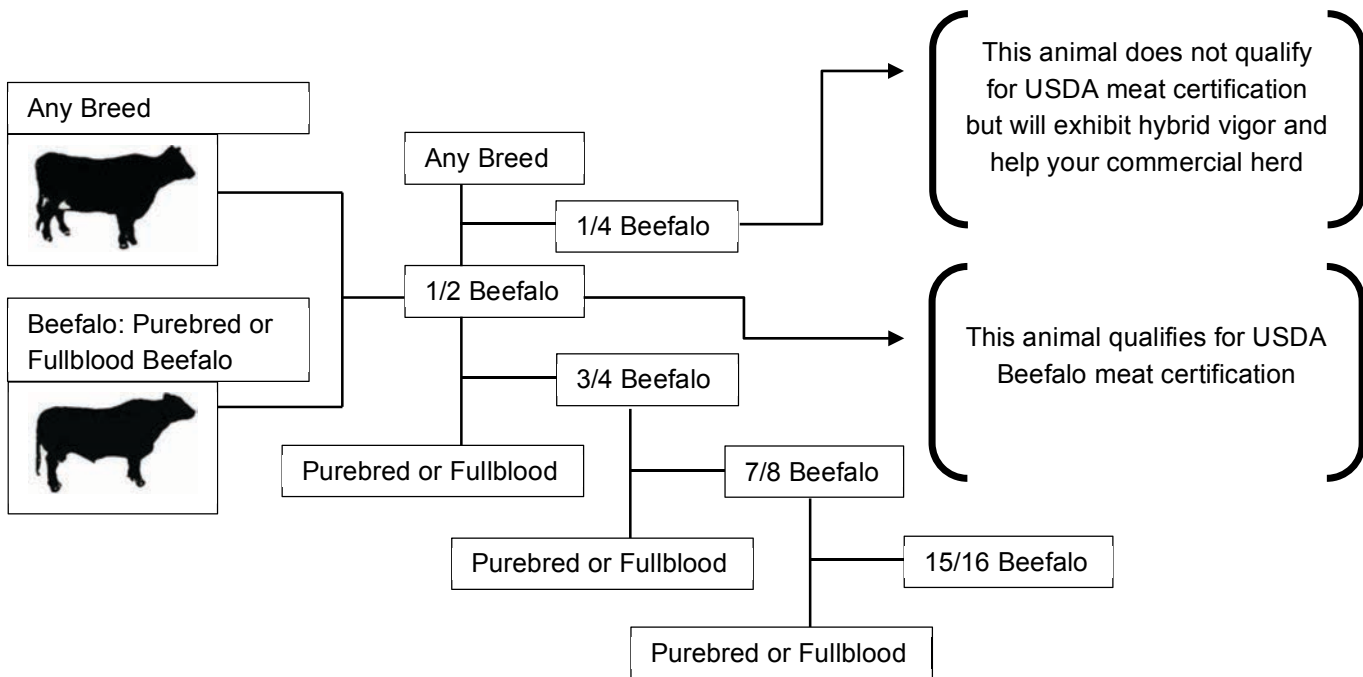 Any Breed
Beefalo: Purebred or
Fullblood Beefalo
Any Breed
1/4 Beefalo
1/2 Beefalo
3/4 Beefalo
Purebred or Fullblood
7/8 Beefalo
Purebred or Fullblood
15/16 Beefalo
Purebred or Fullblood
This animal does not qualify
for USDA meat certification
but will exhibit hybrid vigor and
help your commercial herd
This animal qualifies for USDA
Beefalo meat certification